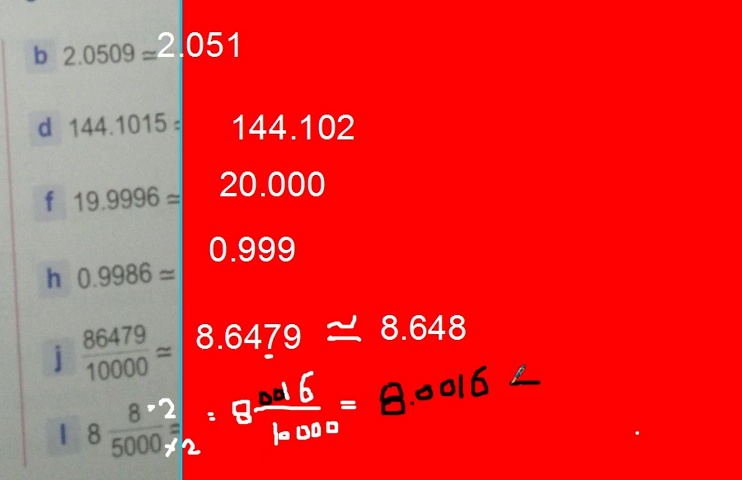 b 2.0509 ≃ 2.051
d 144.1015 ≃ 144.102
f 19.9996 ≃ 20.000
h 0.9986 ≃ 0.999
j 86479/10000 ≃ 8.6479 ≃ 8.648
l 8 8/5000 ×2/×2 = 8 0016/10000 = 8.0016 ≃